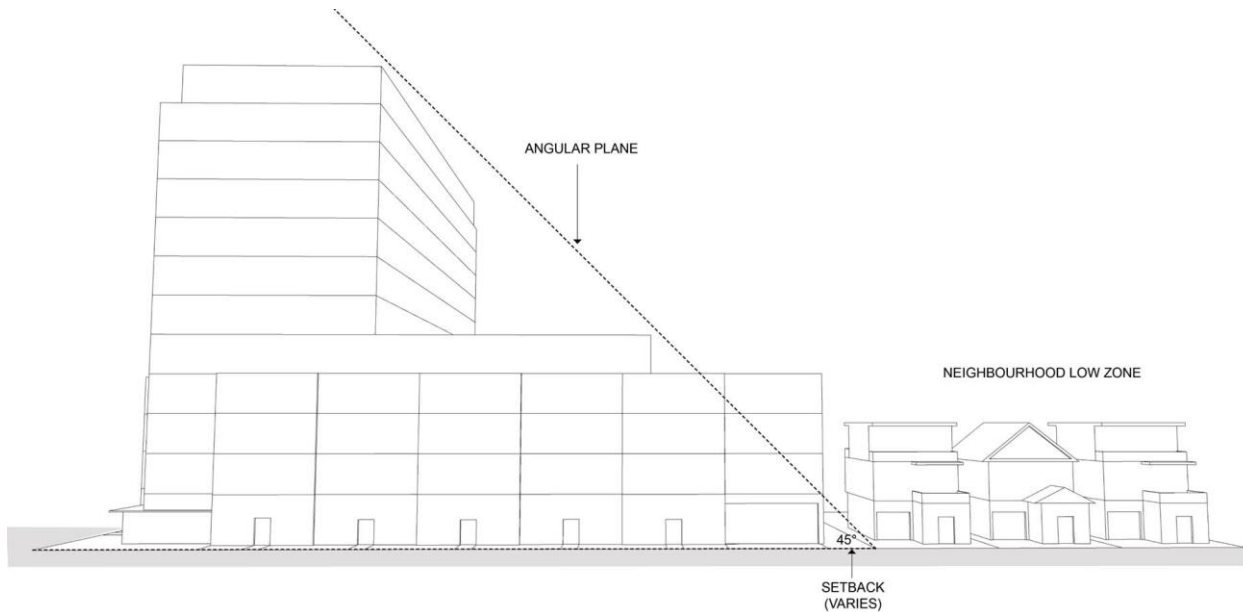 ANGULAR PLANE
NEIGHBOURHOOD LOW ZONE
45°
SETBACK
(VARIES)